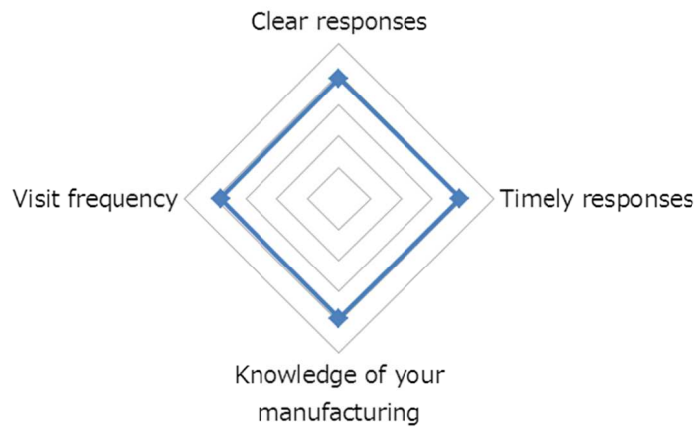 Clear responses
Visit frequency
Timely responses
Knowledge of your
manufacturing